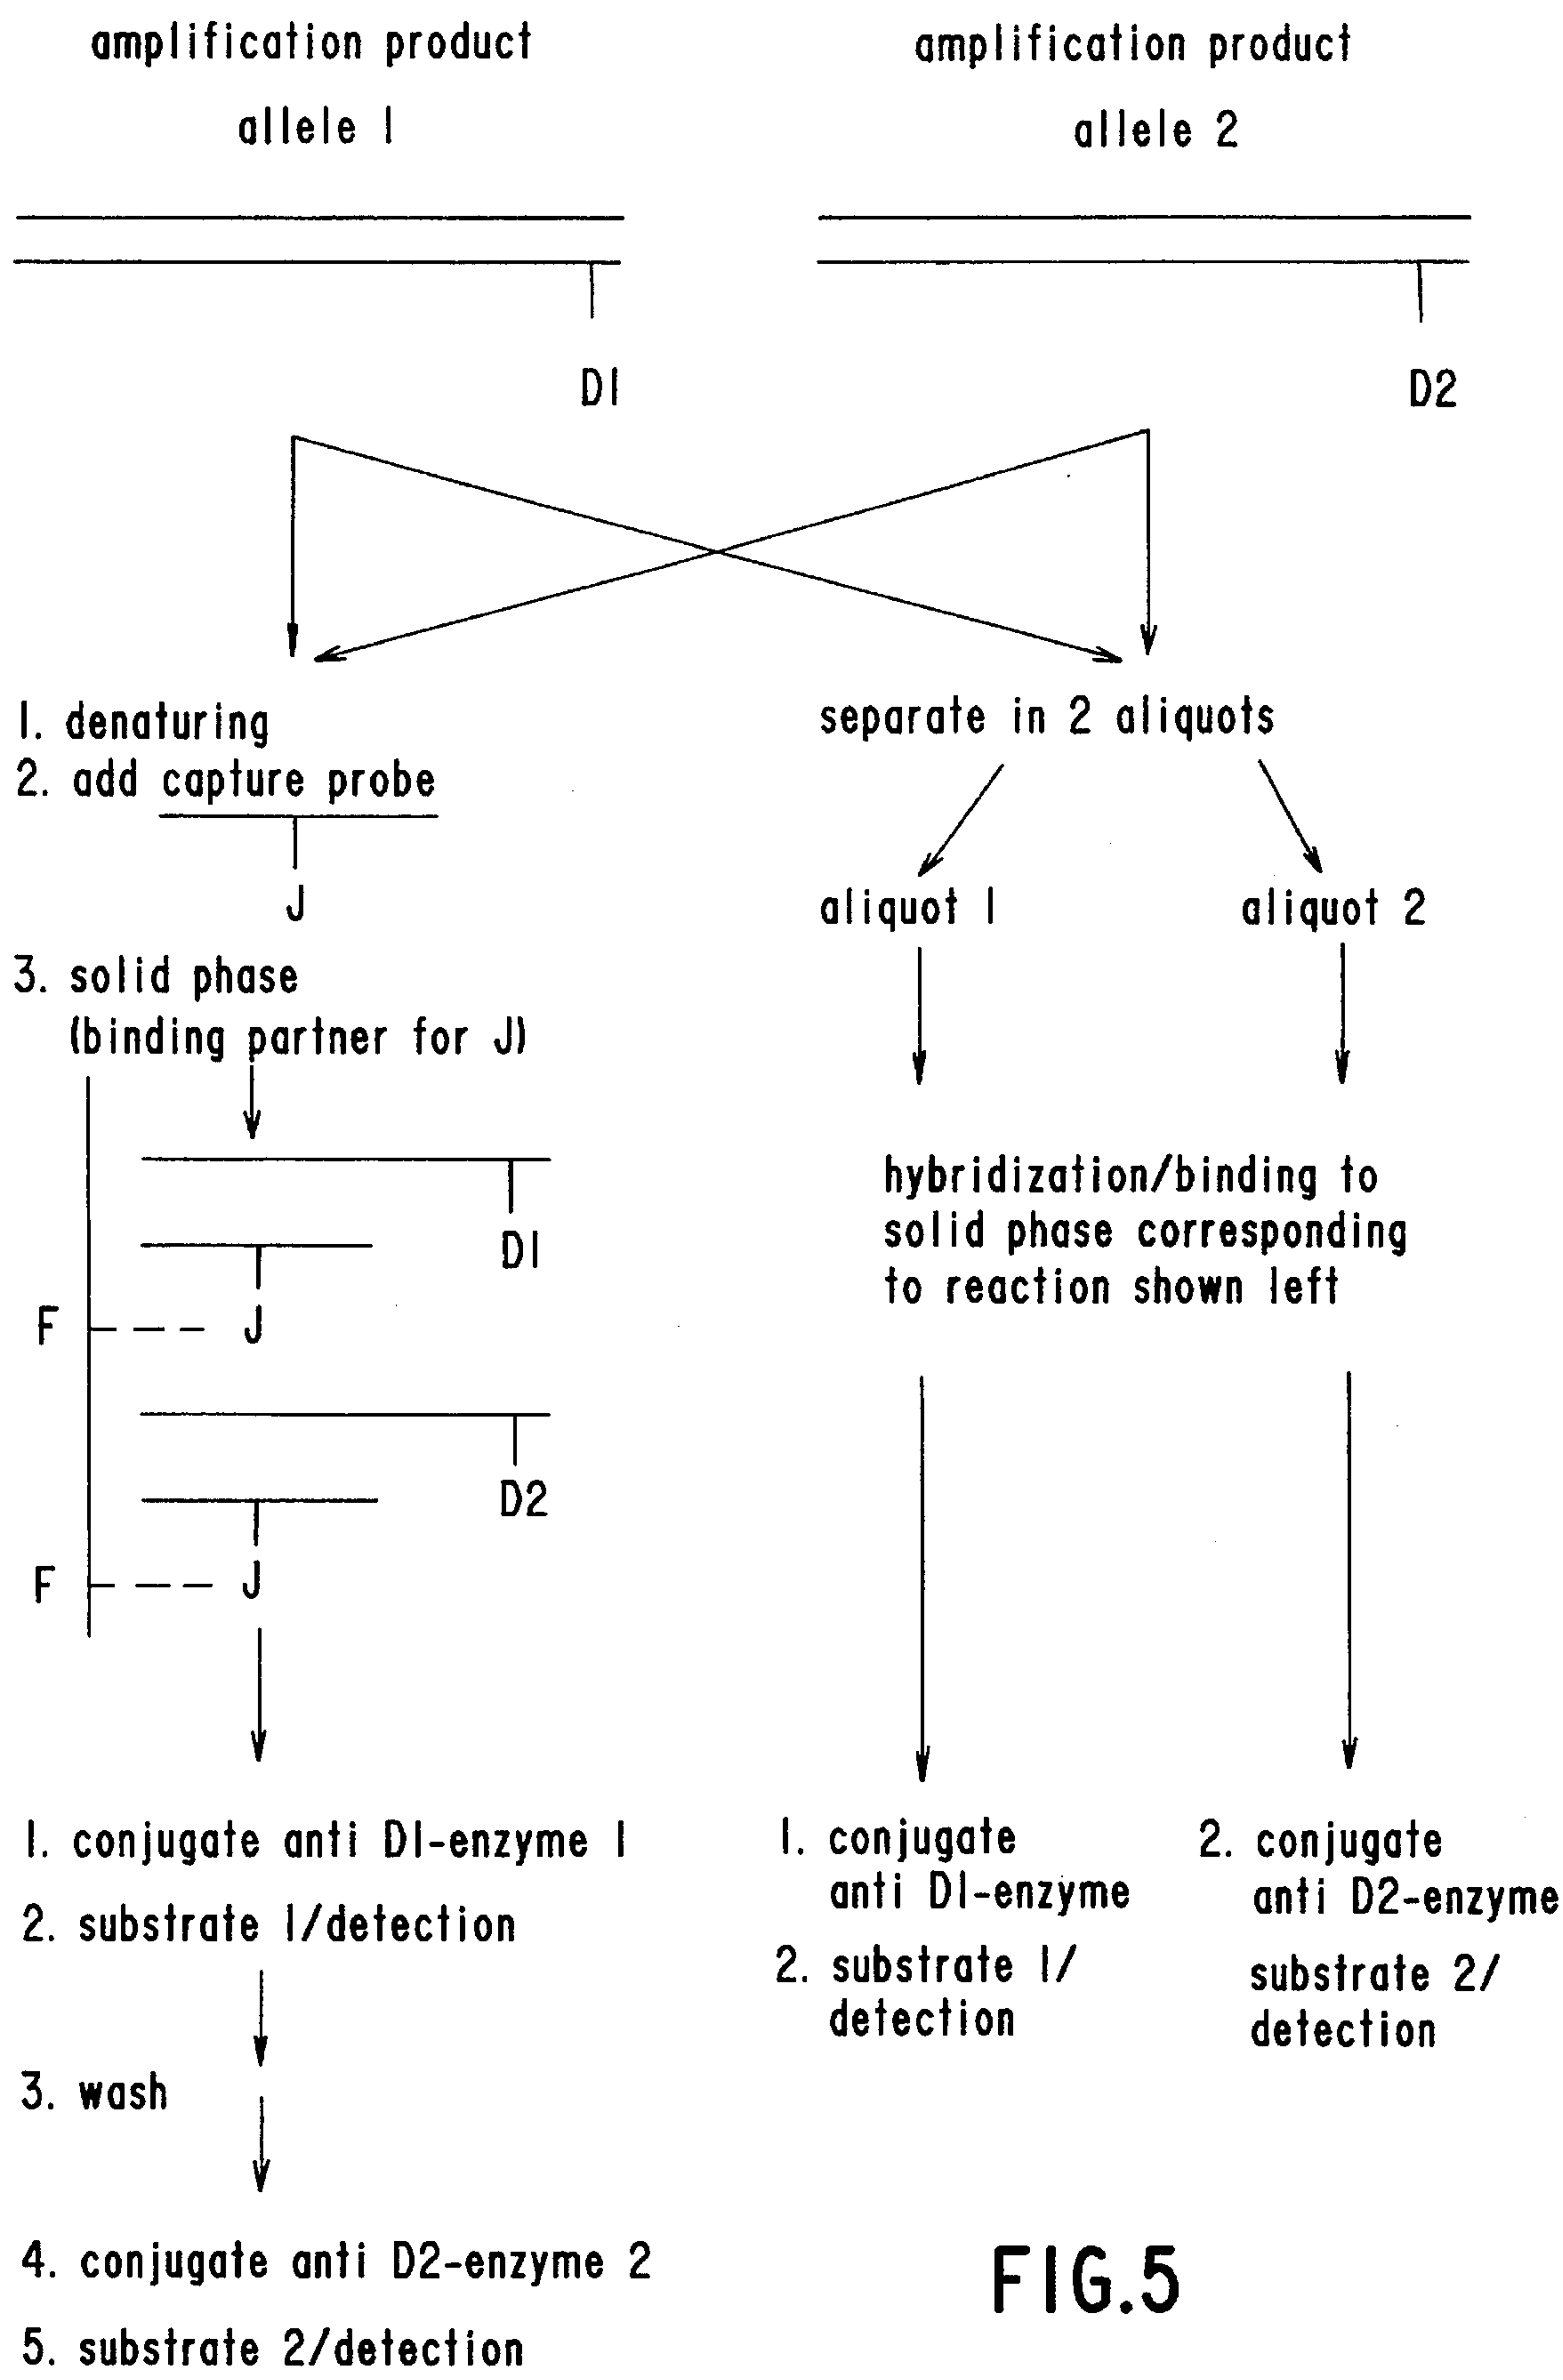 amplification product
allele 1
amplification product
allele 2
D1
D2
1. denaturing
2. add capture probe
J
3. solid phase
(binding partner for J)
D1
J
F
D2
J
F
1. conjugate anti D1-enzyme 1
2. substrate 1/detection
3. wash
4. conjugate anti D2-enzyme 2
5. substrate 2/detection
separate in 2 aliquots
aliquot 1
aliquot 2
hybridization/binding to
solid phase corresponding
to reaction shown left
1. conjugate
anti D1-enzyme
2. substrate 1/
detection
2. conjugate
anti D2-enzyme
substrate 2/
detection
FIG.5